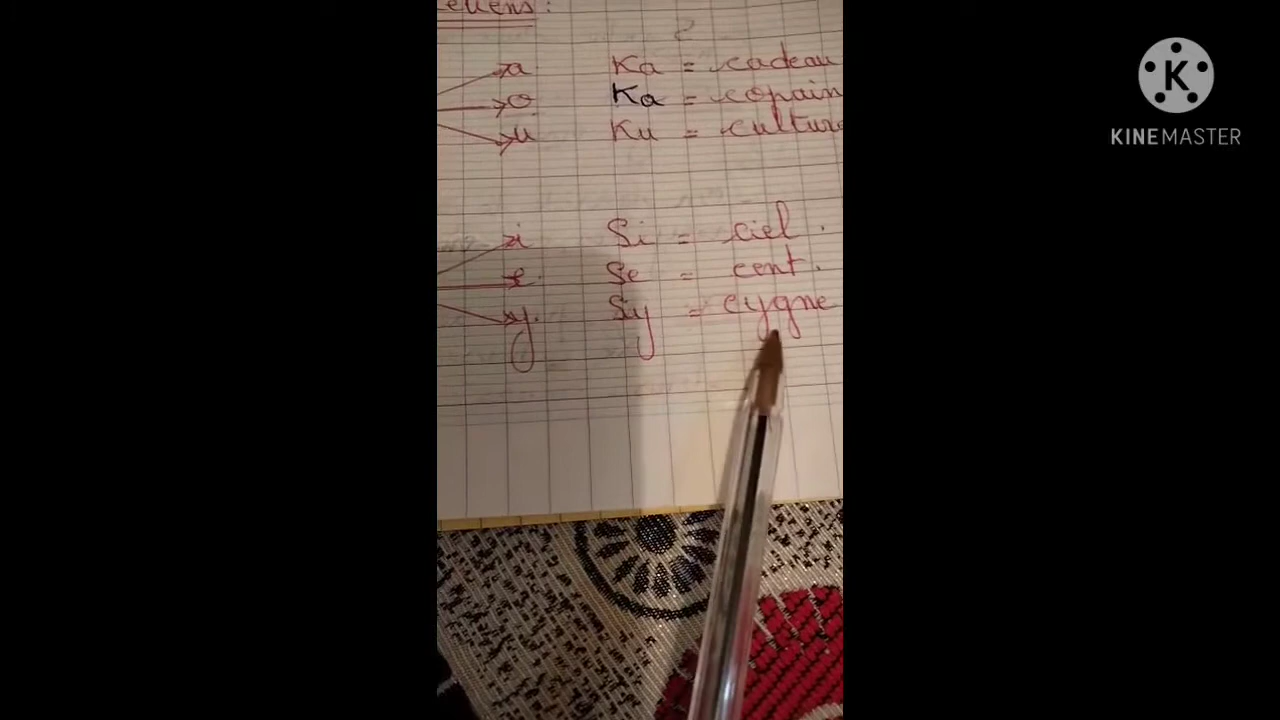 a Ka = cadeau
o Ka = copain
u Ku = culture
i Si = ciel.
e. Se = cent.
y. Sy = cygne
K
KINEMASTER